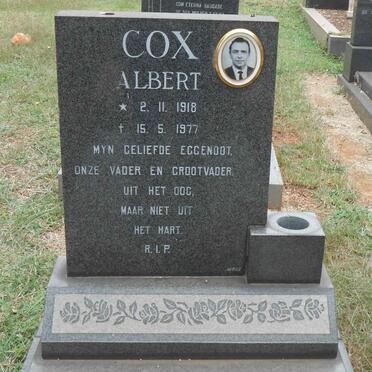 COX
ALBERT
★ 2. 11. 1918
† 15. 5. 1977
MYN GELIEFDE EGGENOOT,
ONZE VADER EN GROOTVADER.
UIT HET OOG,
MAAR NIET UIT
HET HART.
R.I.P.